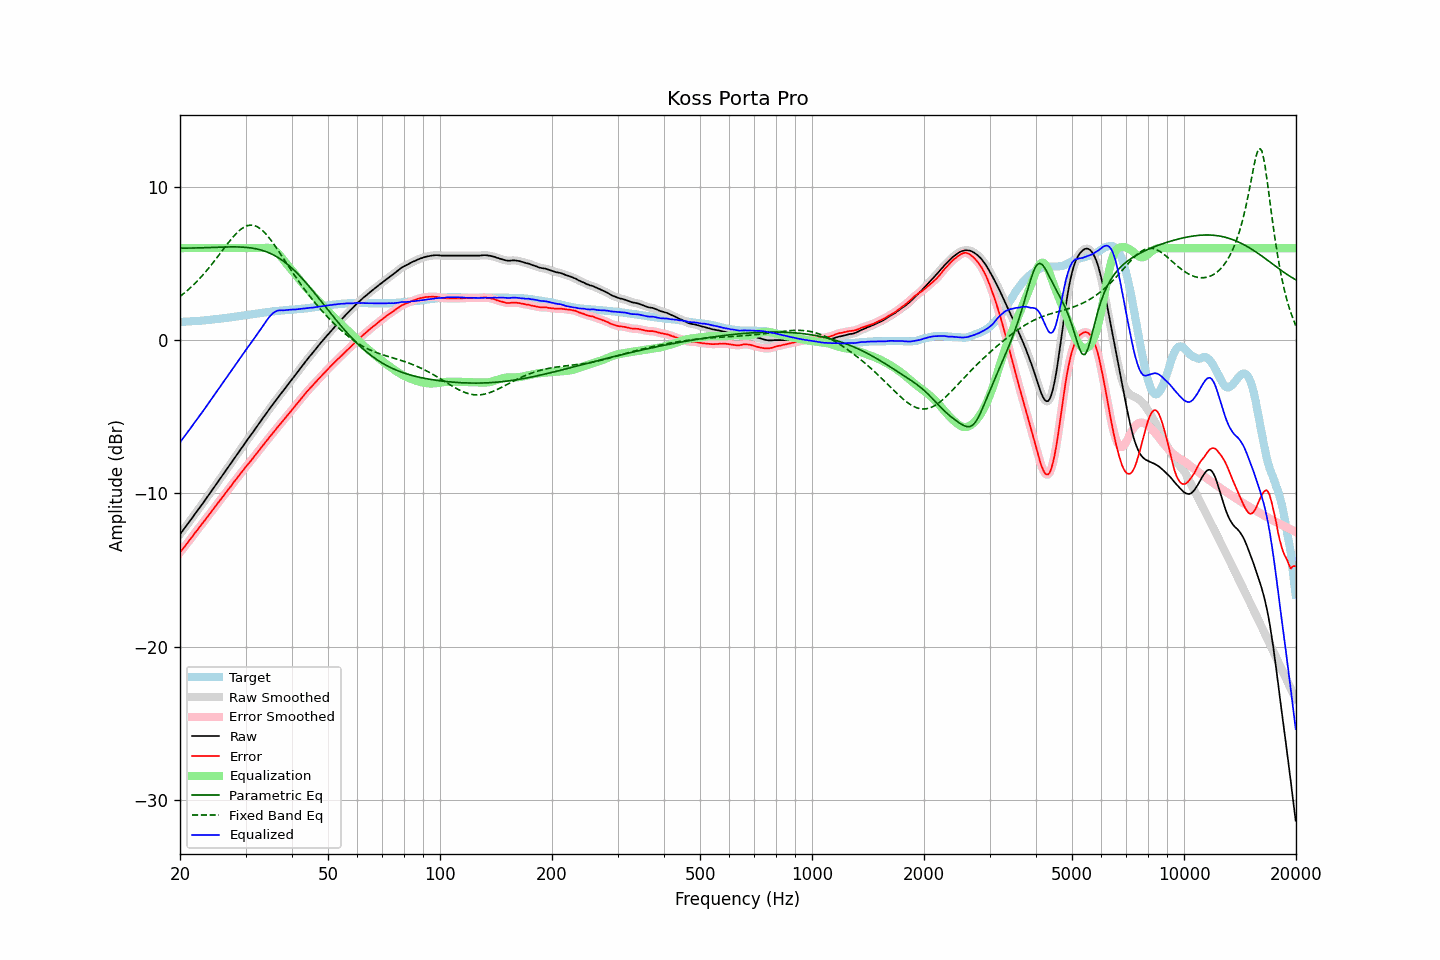 Koss Porta Pro
Amplitude (dBr)
10
0
−10
−20
−30
Target
Raw Smoothed
Error Smoothed
Raw
Error
Equalization
Parametric Eq
Fixed Band Eq
Equalized
20 50 100 200 500 1000 2000 5000 10000 20000
Frequency (Hz)